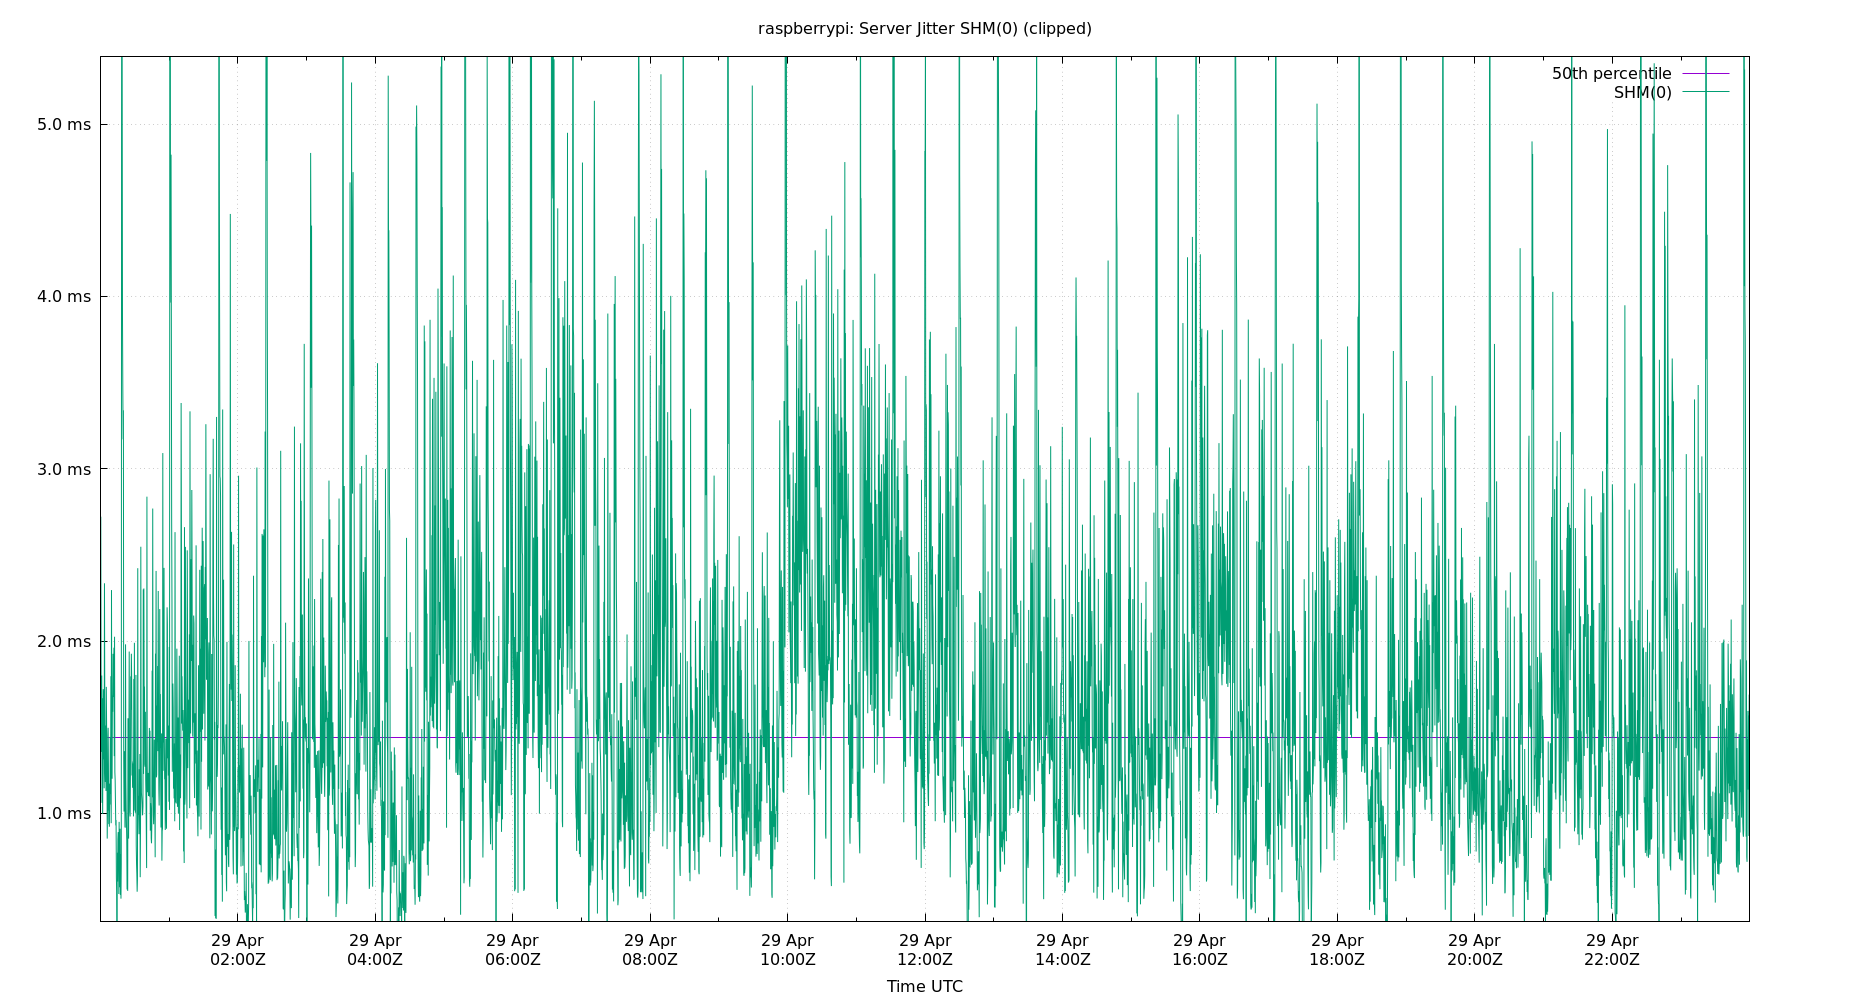 raspberrypi: Server Jitter SHM(0) (clipped)
50th percentile
SHM(0)
5.0 ms
4.0 ms
3.0 ms
2.0 ms
1.0 ms
29 Apr 29 Apr 29 Apr 29 Apr 29 Apr 29 Apr 29 Apr 29 Apr 29 Apr 29 Apr 29 Apr
02:00Z 04:00Z 06:00Z 08:00Z 10:00Z 12:00Z 14:00Z 16:00Z 18:00Z 20:00Z 22:00Z
Time UTC